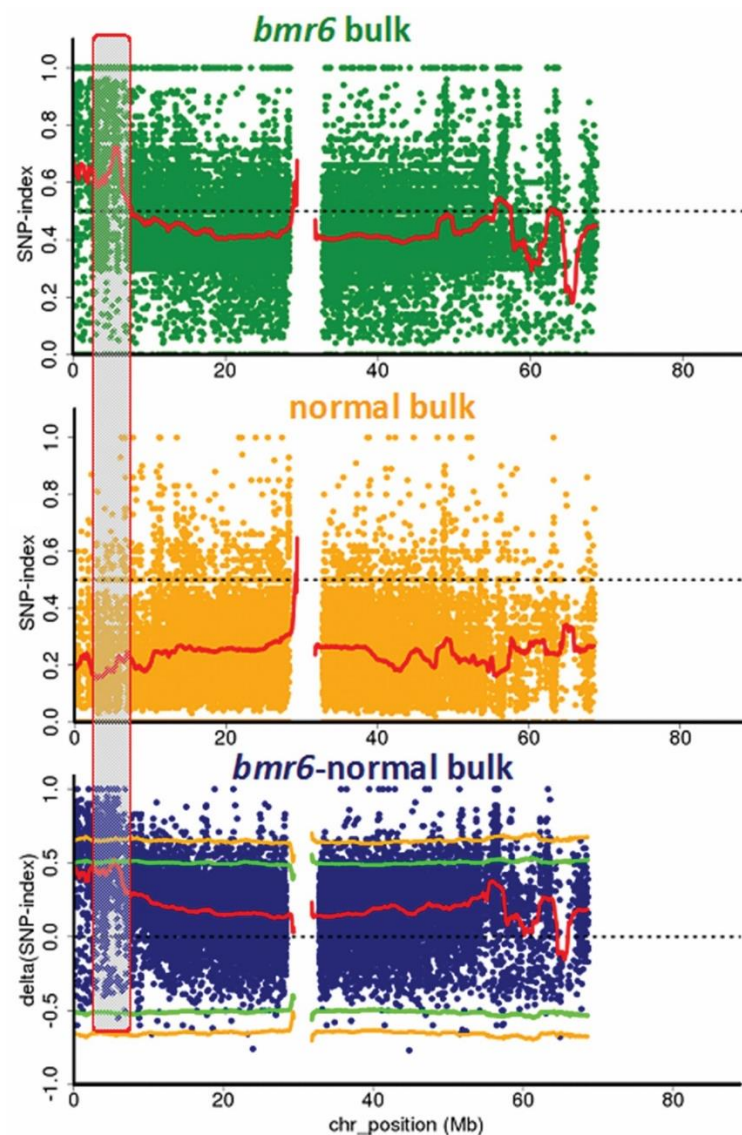 bmr6 bulk
SNP-index
1.0
0.8
0.6
0.4
0.2
0.0
0 20 40 60 80
normal bulk
SNP-index
1.0
0.8
0.6
0.4
0.2
0.0
0 20 40 60 80
bmr6-normal bulk
delta(SNP-index)
1.0
0.5
0.0
-0.5
-1.0
0 20 40 60 80
chr_position (Mb)